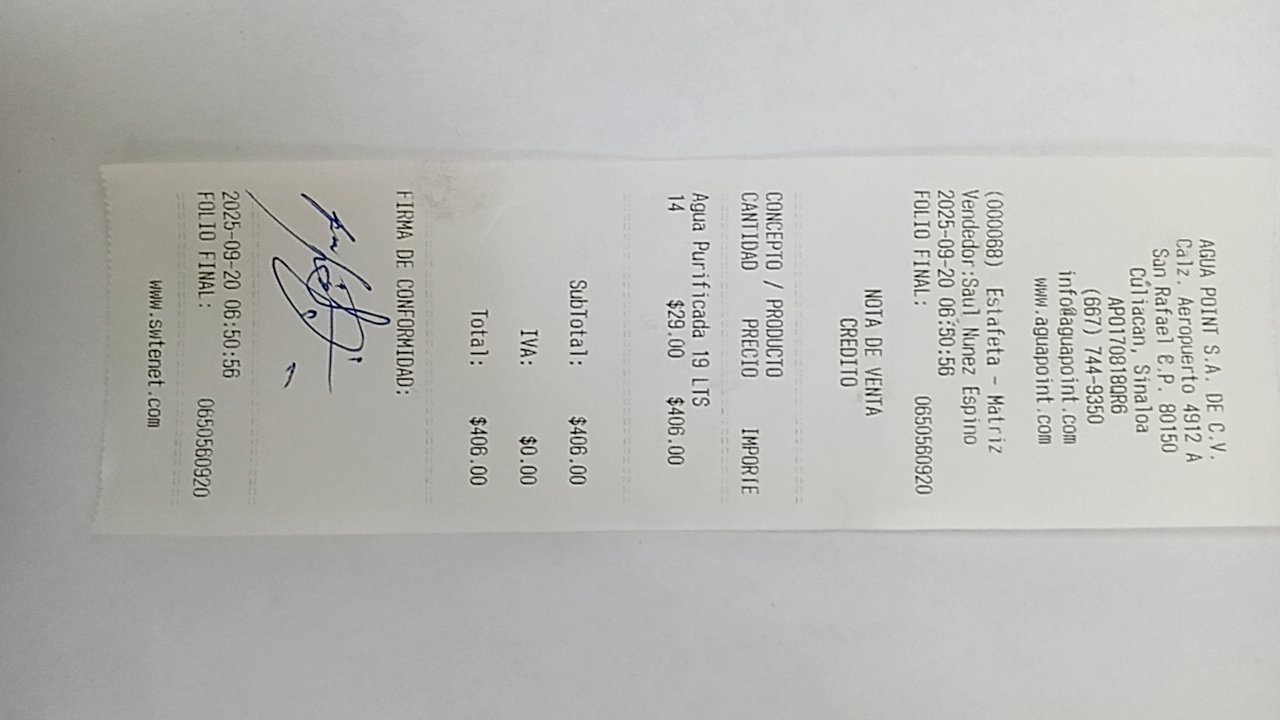 AGUA POINT S.A. DE C.V.
Calz. Aeropuerto 4912 A
San Rafael C.P. 80150
Culiacan, Sinaloa
APO170818QR6
(667) 744-9350
info@aguapoint.com
www.aguapoint.com
(000068) Estafeta - Matriz
Vendedor:Saul Nunez Espino
2025-09-20 06:50:56
FOLIO FINAL: 0650560920
NOTA DE VENTA
CREDITO
CONCEPTO / PRODUCTO
CANTIDAD PRECIO IMPORTE
Agua Purificada 19 LTS
14 $29.00 $406.00
SubTotal: $406.00
IVA: $0.00
Total: $406.00
FIRMA DE CONFORMIDAD:
2025-09-20 06:50:56
FOLIO FINAL: 0650560920
www.swtenet.com